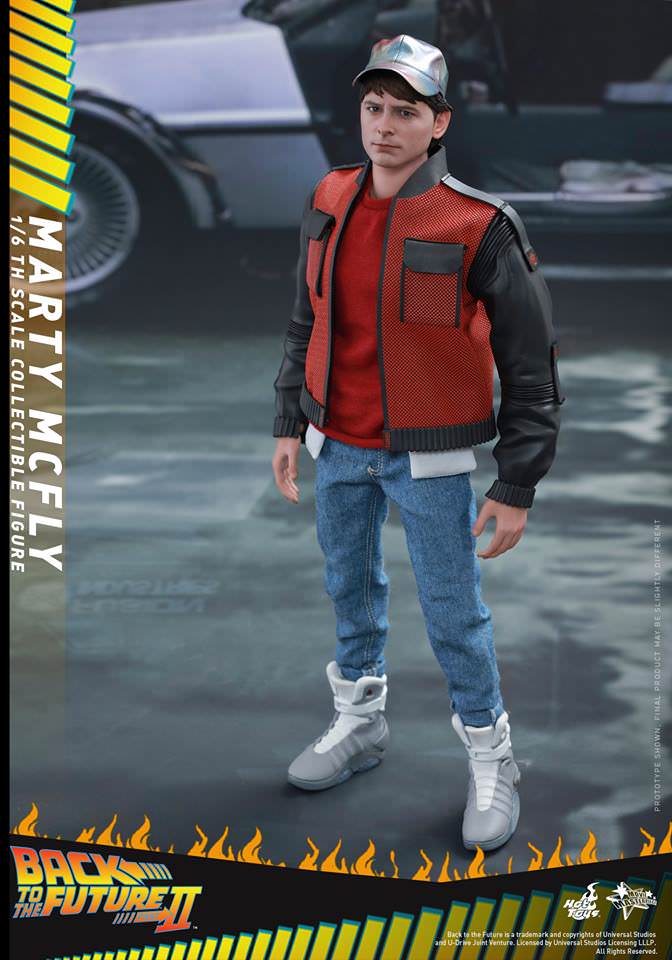 MARTY MCFLY
1/6 TH SCALE COLLECTIBLE FIGURE
PROTOTYPE SHOWN, FINAL PRODUCT MAY BE SLIGHTLY DIFFERENT
BACK
TO
THE FUTURE II
TM
HOT
TOYS
MOVIE
MASTERPIECE
Back to the Future is a trademark and copyrights of Universal Studios
and U-Drive Joint Venture. Licensed by Universal Studios Licensing LLLP.
All Rights Reserved.